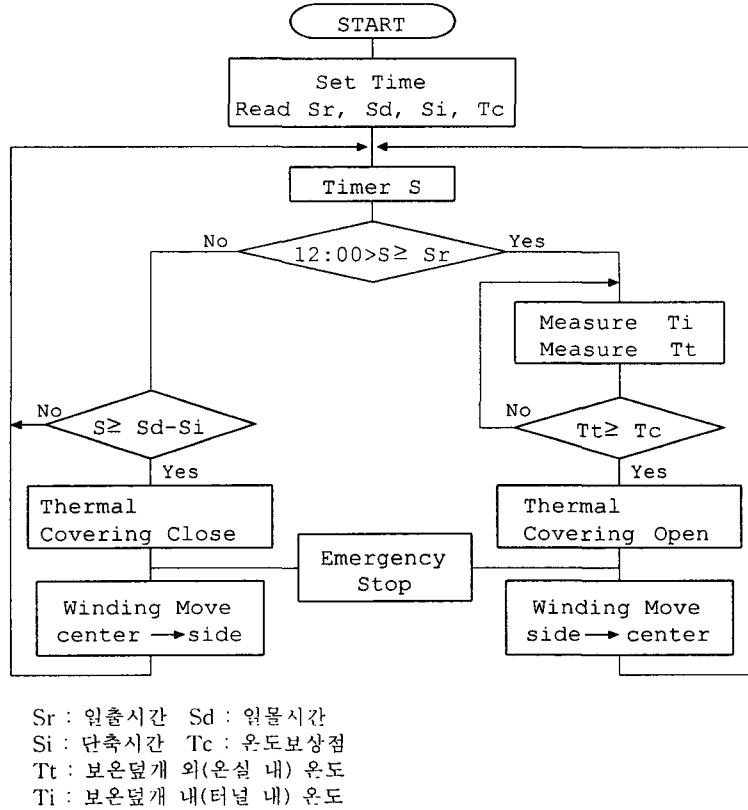 START
Set Time
Read Sr, Sd, Si, Tc
Timer S
No
12:00>S≥ Sr
Yes
Measure Ti
Measure Tt
No
S≥ Sd-Si
No
Tt≥ Tc
Yes
Yes
Thermal
Covering Close
Thermal
Covering Open
Emergency
Stop
Winding Move
center → side
Winding Move
side → center
Sr : 일출시간 Sd : 일몰시간
Si : 단축시간 Tc : 온도보상점
Tt : 보온덮개 외(온실 내) 온도
Ti : 보온덮개 내(터널 내) 온도